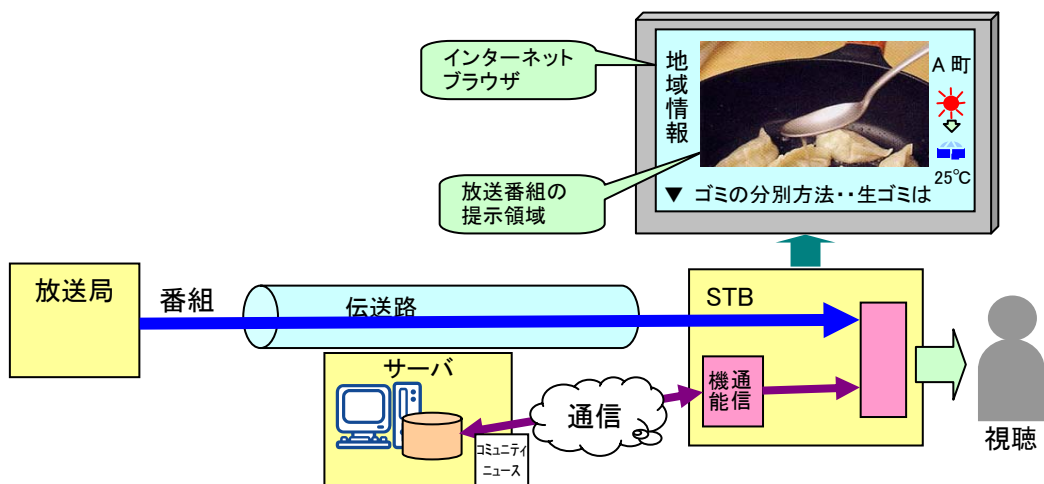 インターネット
ブラウザ
地域情報
A 町
25℃
▼ ゴミの分別方法・・生ゴミは
放送番組の
提示領域
放送局
番組
伝送路
STB
サーバ
通信
機能
通信
コミュニティ
ニュース
視聴